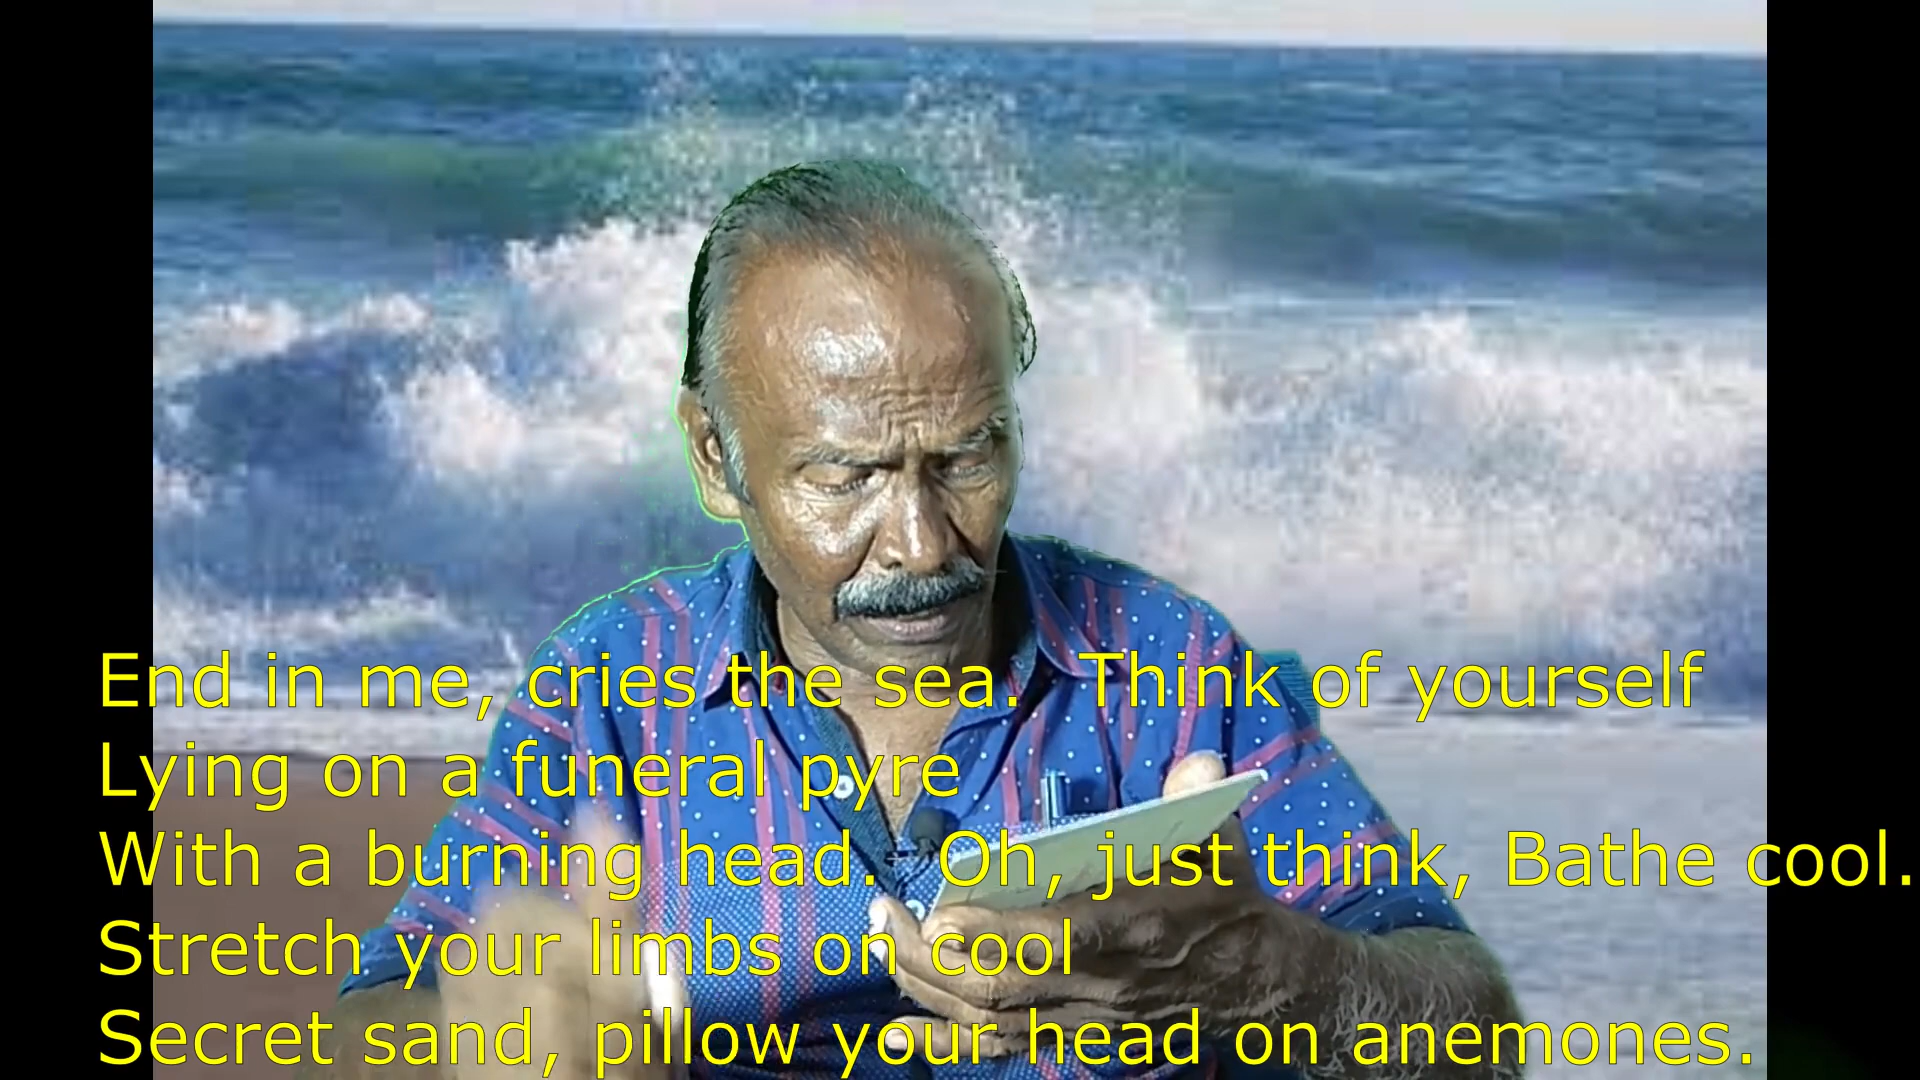 End in me, cries the sea. Think of yourself
Lying on a funeral pyre
With a burning head. Oh, just think, Bathe cool.
Stretch your limbs on cool
Secret sand, pillow your head on anemones.